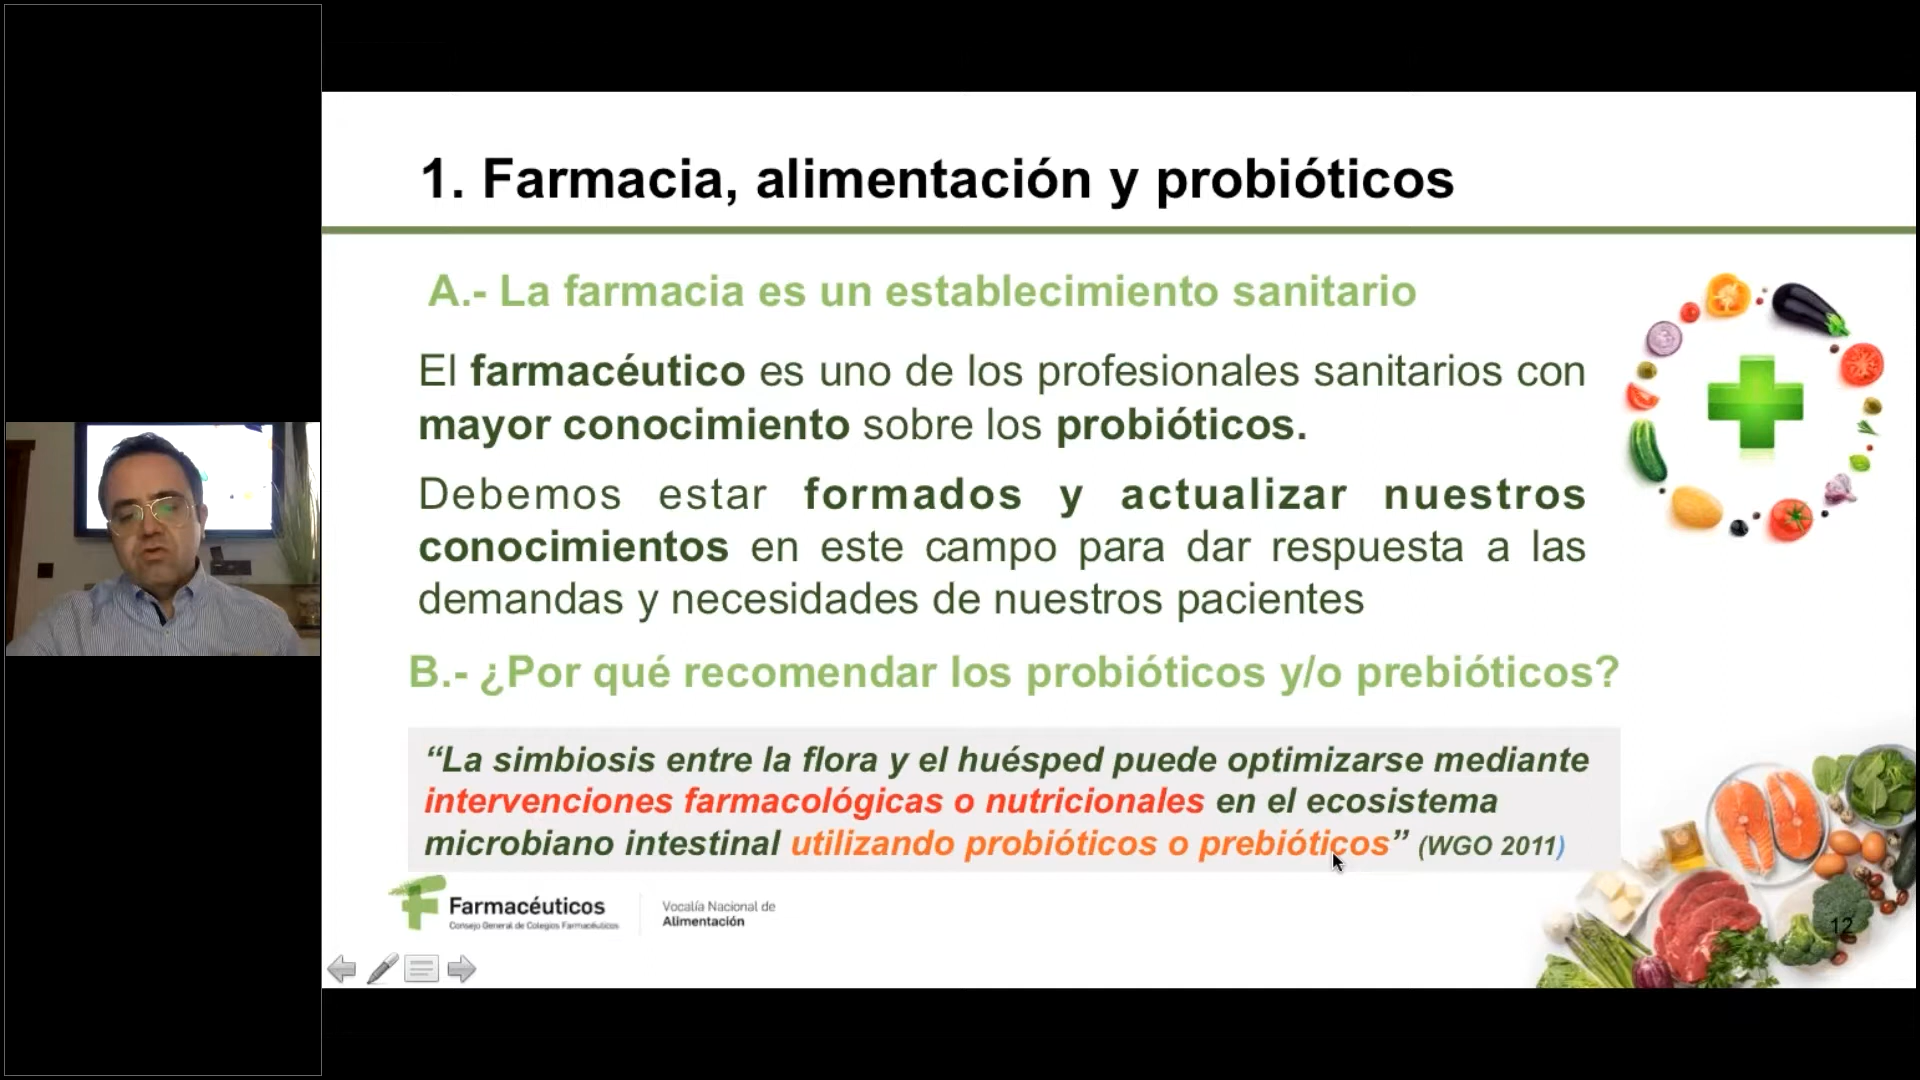 1. Farmacia, alimentación y probióticos
A.- La farmacia es un establecimiento sanitario
El farmacéutico es uno de los profesionales sanitarios con
mayor conocimiento sobre los probióticos.
Debemos estar formados y actualizar nuestros
conocimientos en este campo para dar respuesta a las
demandas y necesidades de nuestros pacientes
B.- ¿Por qué recomendar los probióticos y/o prebióticos?
“La simbiosis entre la flora y el huésped puede optimizarse mediante
intervenciones farmacológicas o nutricionales en el ecosistema
microbiano intestinal utilizando probióticos o prebióticos” (WGO 2011)
Farmacéuticos
Consejo General de Colegios Farmacéuticos
Vocalía Nacional de
Alimentación
12